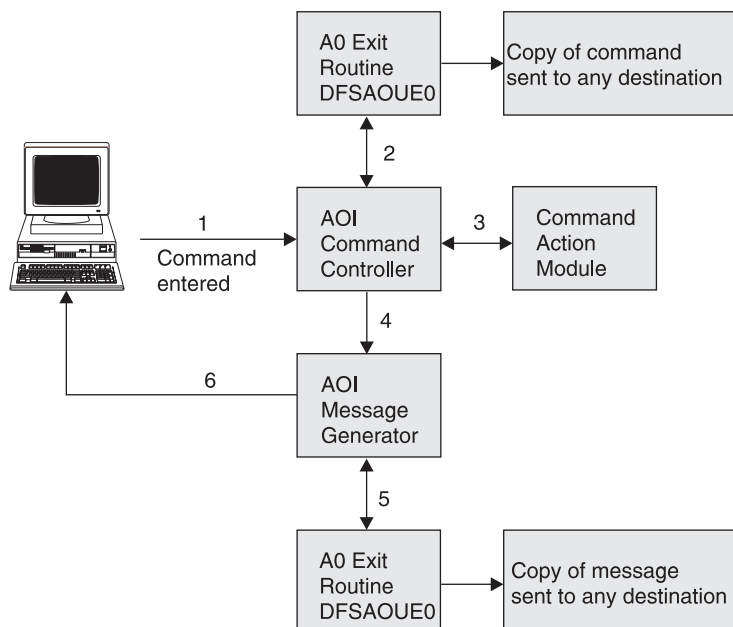 A0 Exit
Routine
DFSAOUE0
Copy of command
sent to any destination
2
1
Command
entered
AOI
Command
Controller
3
Command
Action
Module
4
6
AOI
Message
Generator
5
A0 Exit
Routine
DFSAOUE0
Copy of message
sent to any destination